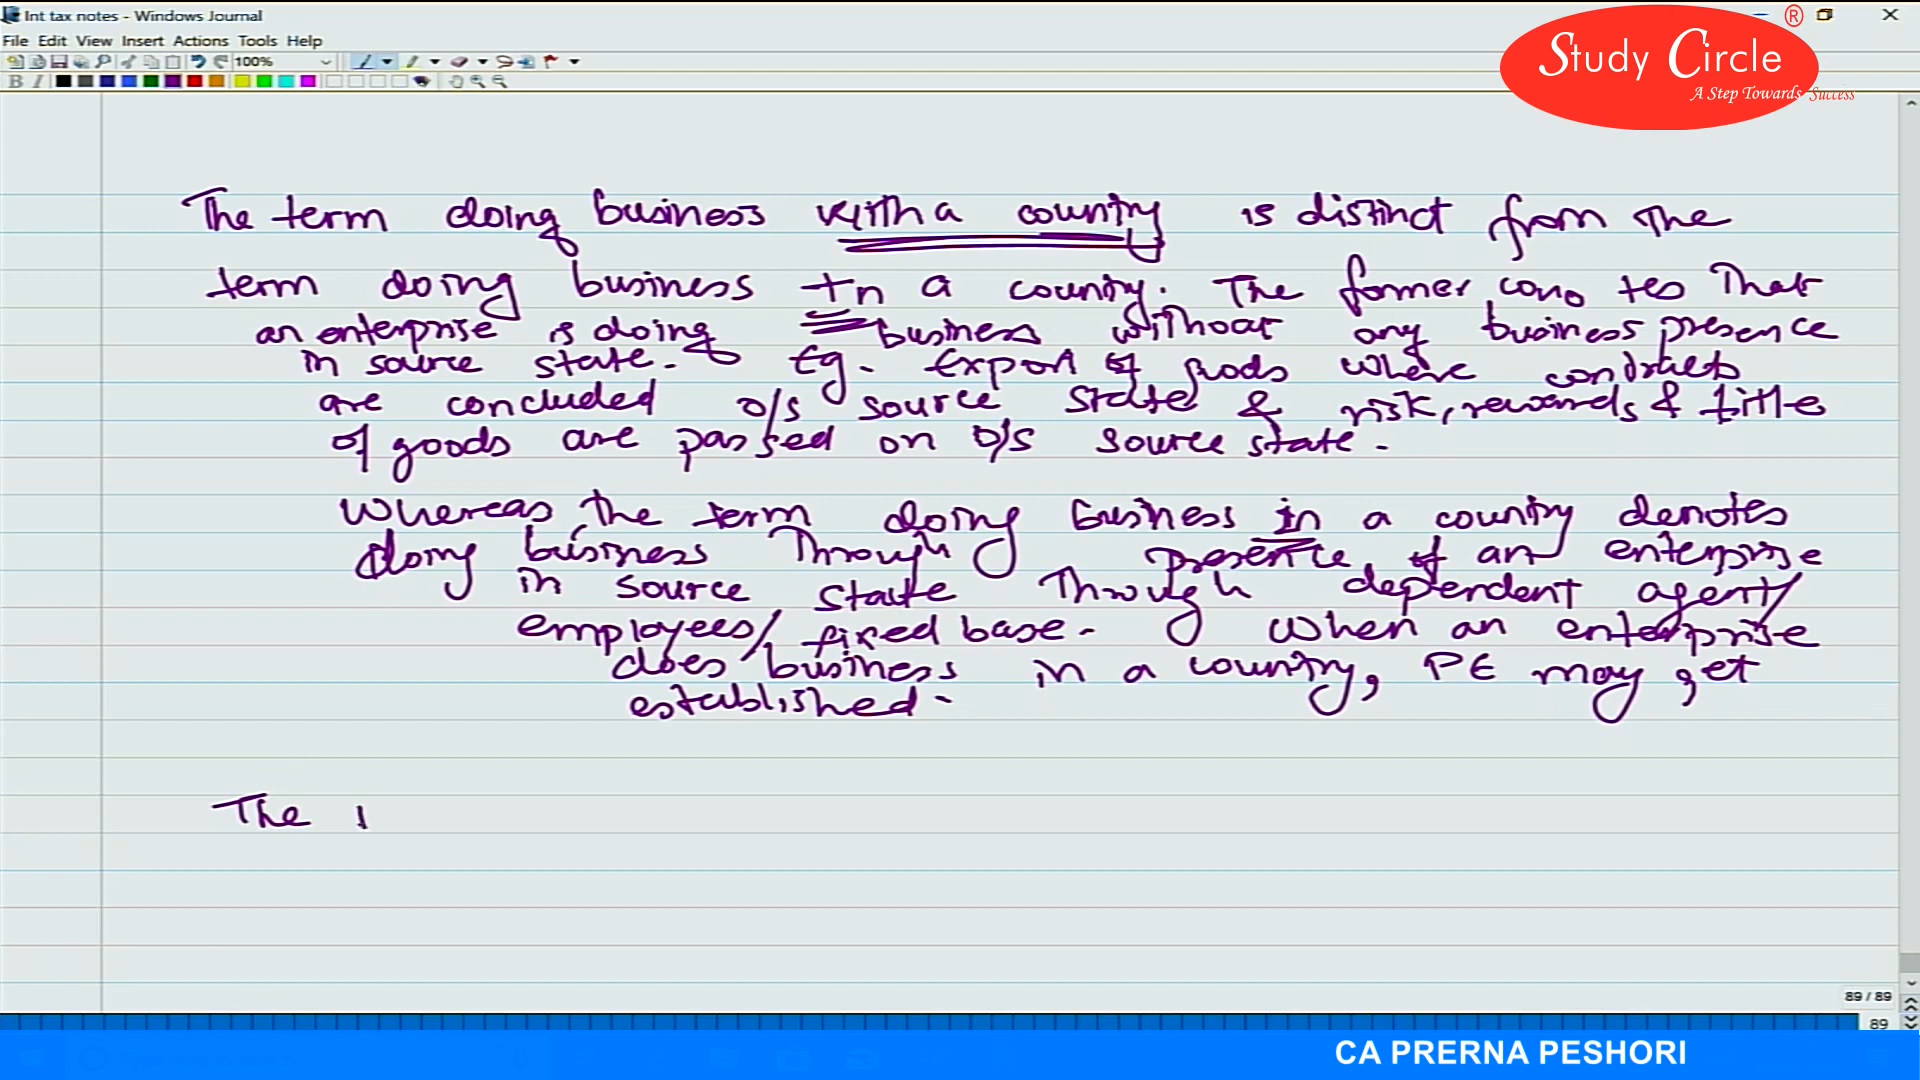 Int tax notes - Windows Journal
File Edit View Insert Actions Tools Help
100%
B I
Study Circle ®
A Step Towards Success
The term doing business with a country is distinct from the
term doing business In a country. The former conotes that
an enterprise is doing business without any business presence
in source state. Eg. Export of goods where contracts
are concluded o/s source state & risk, rewards & title
of goods are passed on o/s source state.
Whereas the term doing business in a country denotes
doing business through presence of an enterprise
in source state through dependent agent/
employees/ fixed base. When an enterprise
does business in a country, PE may get
established.
The
89 / 89
89
CA PRERNA PESHORI